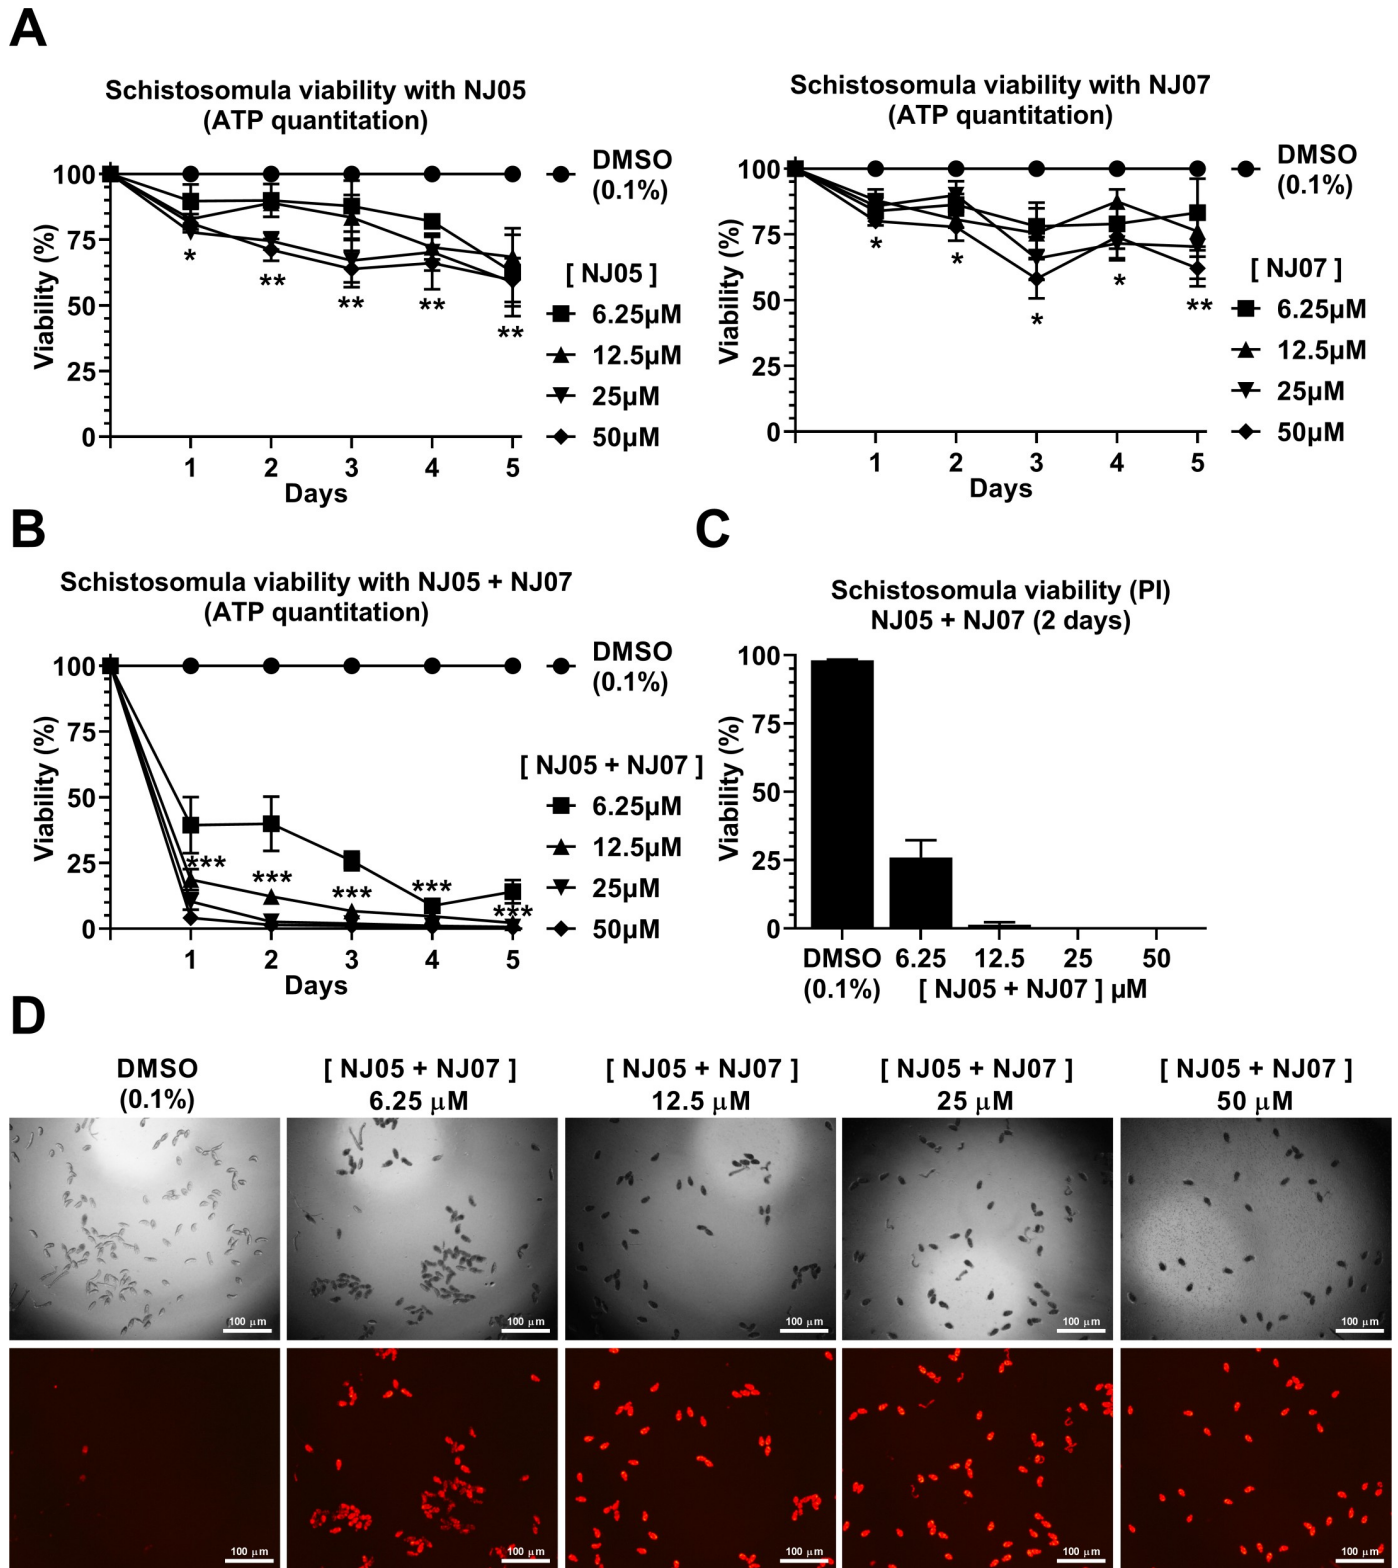 A
Schistosomula viability with NJ05
(ATP quantitation)
Viability (%)
100
75
50
25
0
*
**
**
**
**
1 2 3 4 5
Days
DMSO
(0.1%)
[ NJ05 ]
6.25µM
12.5µM
25µM
50µM
Schistosomula viability with NJ07
(ATP quantitation)
Viability (%)
100
75
50
25
0
*
*
*
*
**
1 2 3 4 5
Days
DMSO
(0.1%)
[ NJ07 ]
6.25µM
12.5µM
25µM
50µM
B
Schistosomula viability with NJ05 + NJ07
(ATP quantitation)
Viability (%)
100
75
50
25
0
***
***
***
***
***
1 2 3 4 5
Days
DMSO
(0.1%)
[ NJ05 + NJ07 ]
6.25µM
12.5µM
25µM
50µM
C
Schistosomula viability (PI)
NJ05 + NJ07 (2 days)
Viability (%)
100
75
50
25
0
DMSO 6.25 12.5 25 50
(0.1%) [ NJ05 + NJ07 ] µM
D
DMSO
(0.1%)
[ NJ05 + NJ07 ]
6.25 µM
[ NJ05 + NJ07 ]
12.5 µM
[ NJ05 + NJ07 ]
25 µM
[ NJ05 + NJ07 ]
50 µM
100 µm
100 µm
100 µm
100 µm
100 µm
100 µm
100 µm
100 µm
100 µm
100 µm